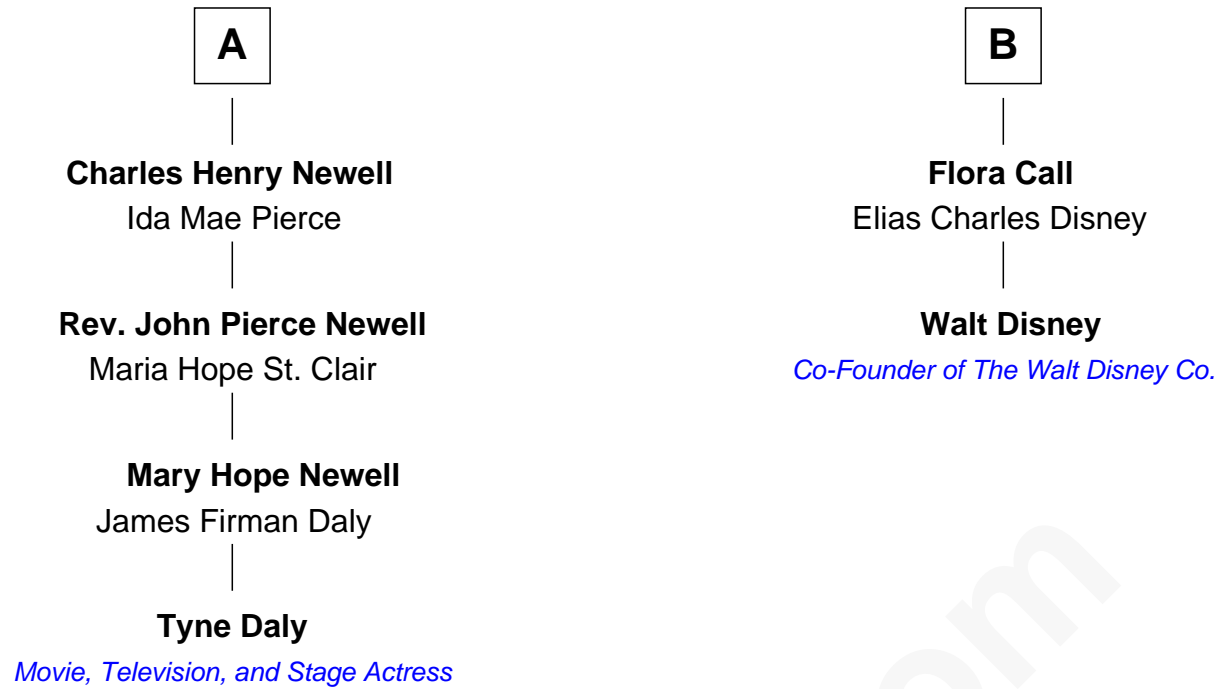 A
Charles Henry Newell
Ida Mae Pierce
Rev. John Pierce Newell
Maria Hope St. Clair
Mary Hope Newell
James Firman Daly
Tyne Daly
Movie, Television, and Stage Actress
B
Flora Call
Elias Charles Disney
Walt Disney
Co-Founder of The Walt Disney Co.
om